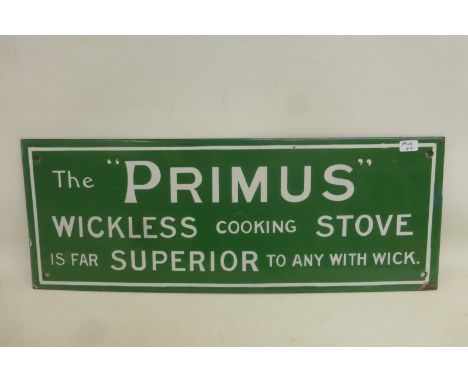 The "PRIMUS"
WICKLESS COOKING STOVE
IS FAR SUPERIOR TO ANY WITH WICK.